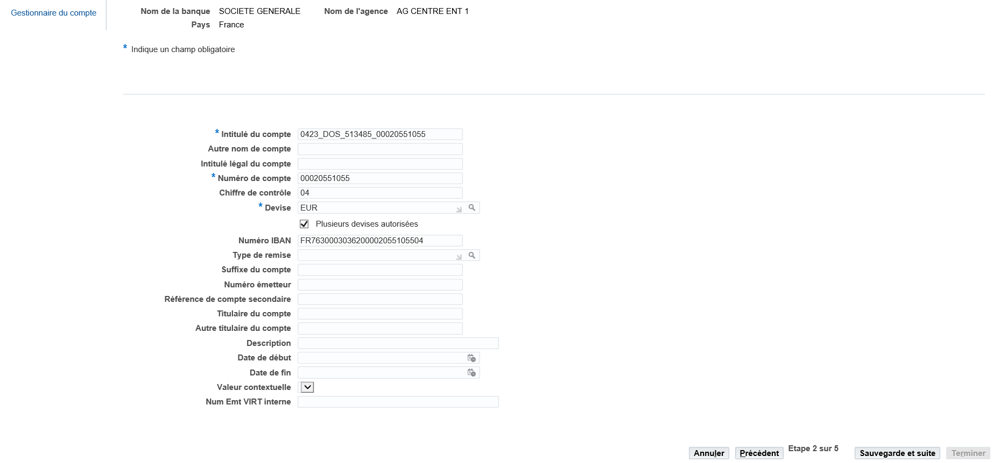 Gestionnaire du compte
Nom de la banque SOCIETE GENERALE Nom de l'agence AG CENTRE ENT 1
Pays France
* Indique un champ obligatoire
* Intitulé du compte 0423_DOS_513485_00020551055
Autre nom de compte
Intitulé légal du compte
* Numéro de compte 00020551055
Chiffre de contrôle 04
* Devise EUR
Plusieurs devises autorisées
Numéro IBAN FR7630003036200002055105504
Type de remise
Suffixe du compte
Numéro émetteur
Référence de compte secondaire
Titulaire du compte
Autre titulaire du compte
Description
Date de début
Date de fin
Valeur contextuelle
Num Emt VIRT interne
Annuler Précédent Etape 2 sur 5 Sauvegarde et suite Terminer